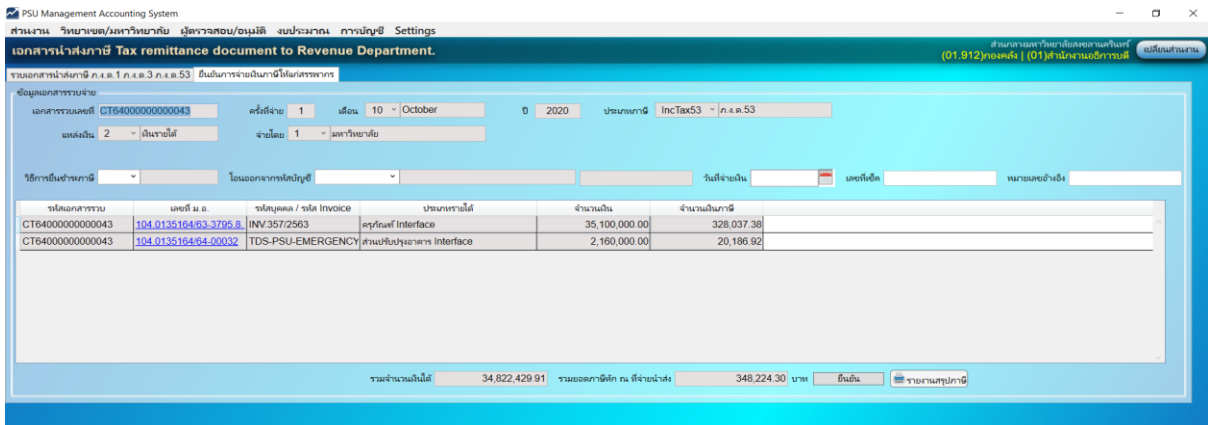 PSU Management Accounting System
ส่วนงาน วิทยาเขต/มหาวิทยาลัย ผู้ตรวจสอบ/อนุมัติ งบประมาณ การบัญชี Settings
เอกสารนำส่งภาษี Tax remittance document to Revenue Department.
ส่วนกลางมหาวิทยาลัยสงขลานครินทร์
(01.912)กองคลัง | (01)สำนักงานอธิการบดี
เปลี่ยนส่วนงาน
รวบเอกสารนำส่งภาษี ภ.ง.ด.1 ภ.ง.ด.3 ภ.ง.ด.53 ยืนยันการจ่ายเงินภาษีให้แก่สรรพากร
ข้อมูลเอกสารรวบจ่าย
เอกสารรวบเลขที่ CT64000000000043 ครั้งที่จ่าย 1 เดือน 10 October ปี 2020 ประเภทภาษี IncTax53 ภ.ง.ด.53
แหล่งเงิน 2 เงินรายได้ จ่ายโดย 1 มหาวิทยาลัย
วิธีการยื่นชำระภาษี โอนออกจากรหัสบัญชี วันที่จ่ายเงิน เลขที่เช็ค หมายเลขอ้างอิง
รหัสเอกสารรวบ เลขที่ ม.อ. รหัสบุคคล / รหัส Invoice ประเภทรายได้ จำนวนเงิน จำนวนเงินภาษี
CT64000000000043 104.0135164/63-3795.8 INV.357/2563 ครุภัณฑ์ Interface 35,100,000.00 328,037.38
CT64000000000043 104.0135164/64-00032 TDS-PSU-EMERGENCY ส่วนปรับปรุงอาคาร Interface 2,160,000.00 20,186.92
รวมจำนวนเงินได้ 34,822,429.91 รวมยอดภาษีหัก ณ ที่จ่ายนำส่ง 348,224.30 บาท ยืนยัน รายงานสรุปภาษี